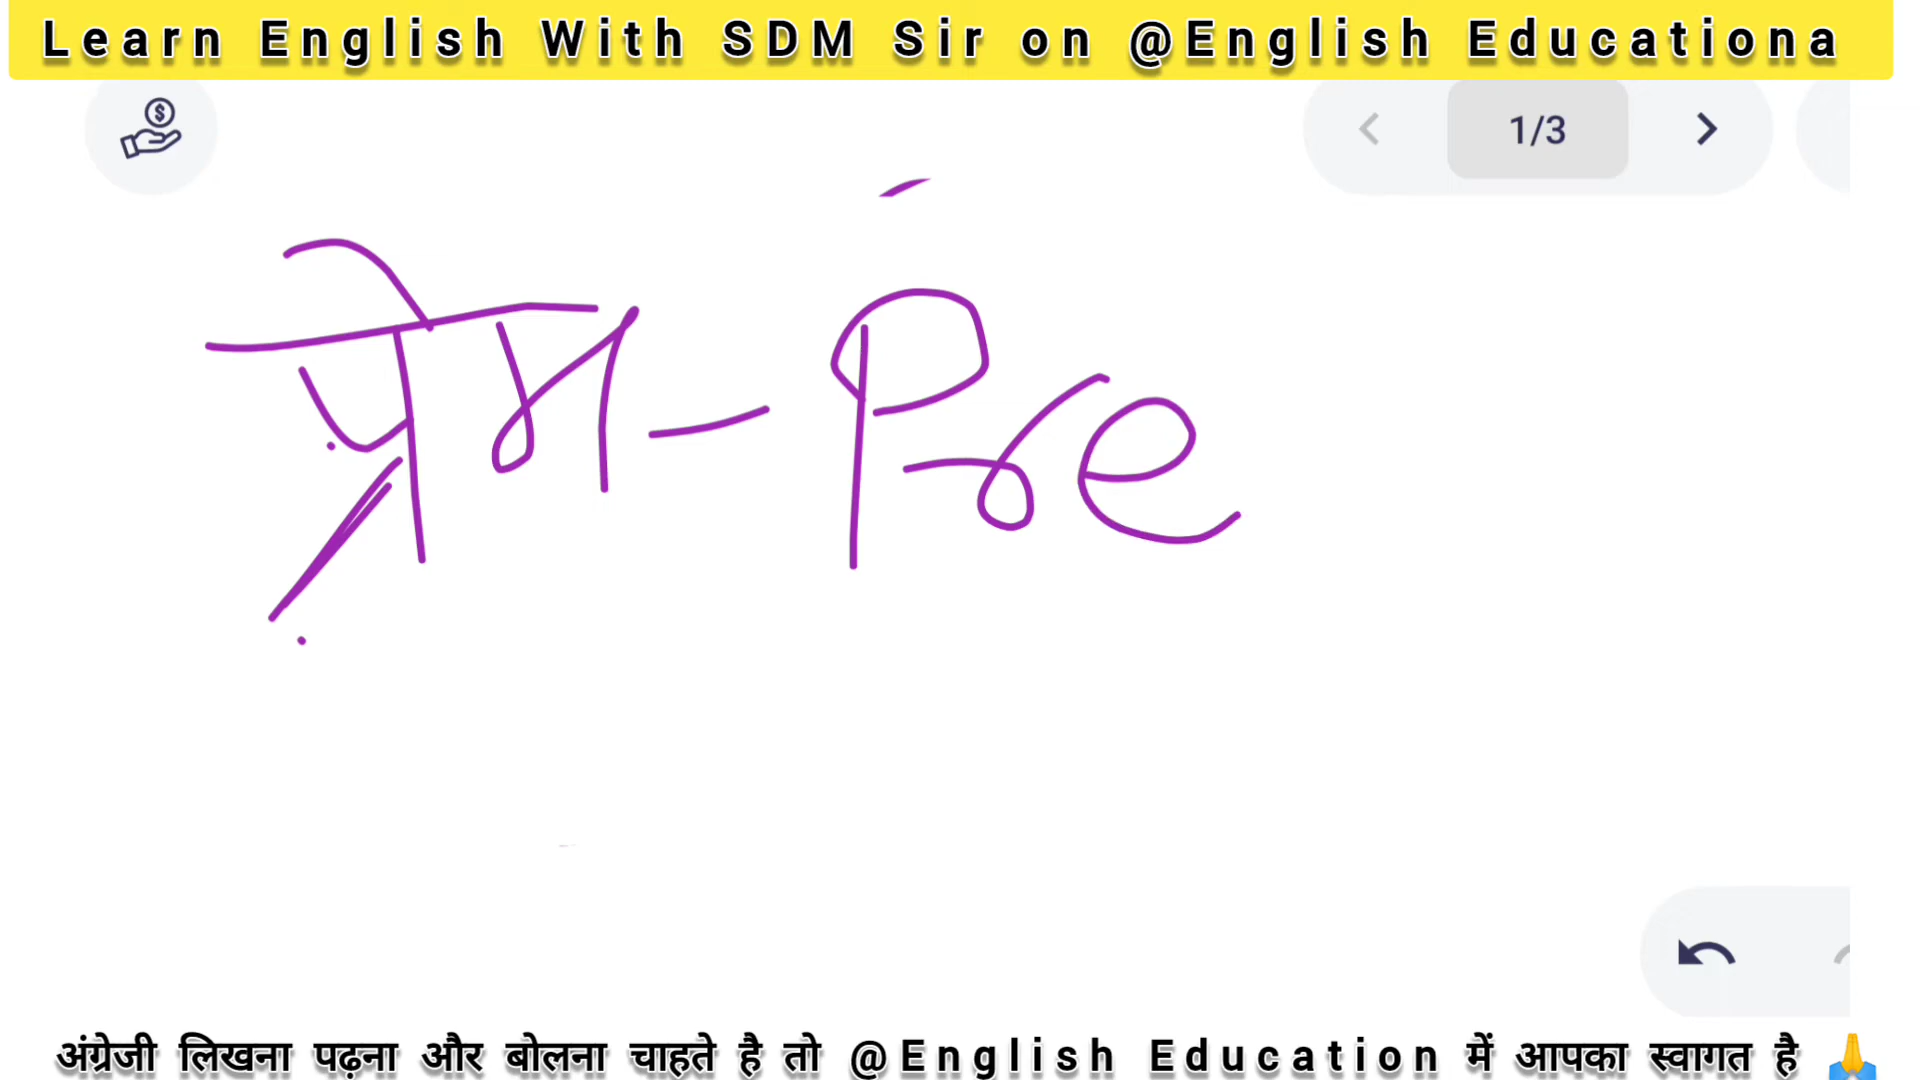 Learn English With SDM Sir on @English Educationa
1/3
प्रेम - Pre
अंग्रेजी लिखना पढ़ना और बोलना चाहते है तो @English Education में आपका स्वागत है 🙏